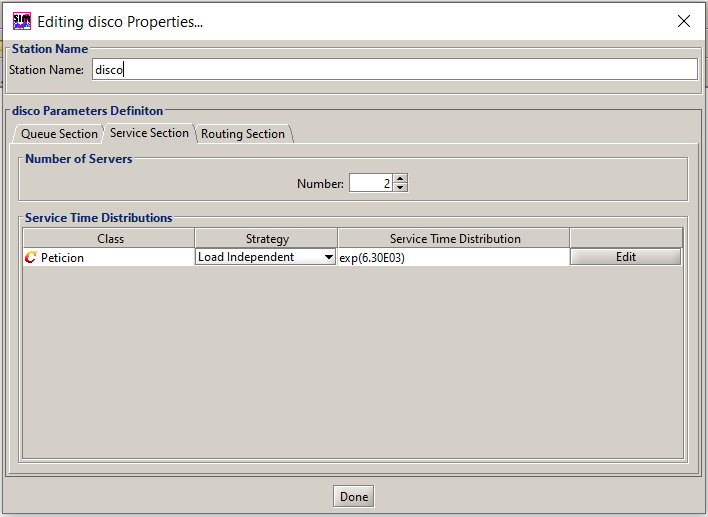 SIM
Editing disco Properties...
Station Name
Station Name: disco
disco Parameters Definiton
Queue Section Service Section Routing Section
Number of Servers
Number: 2
Service Time Distributions
Class Strategy Service Time Distribution
C Peticion Load Independent exp(6.30E03) Edit
Done